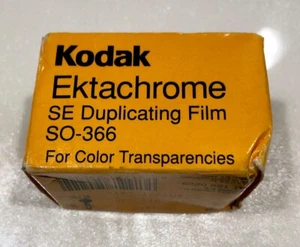 Kodak
Ektachrome
SE Duplicating Film
SO-366
For Color Transparencies